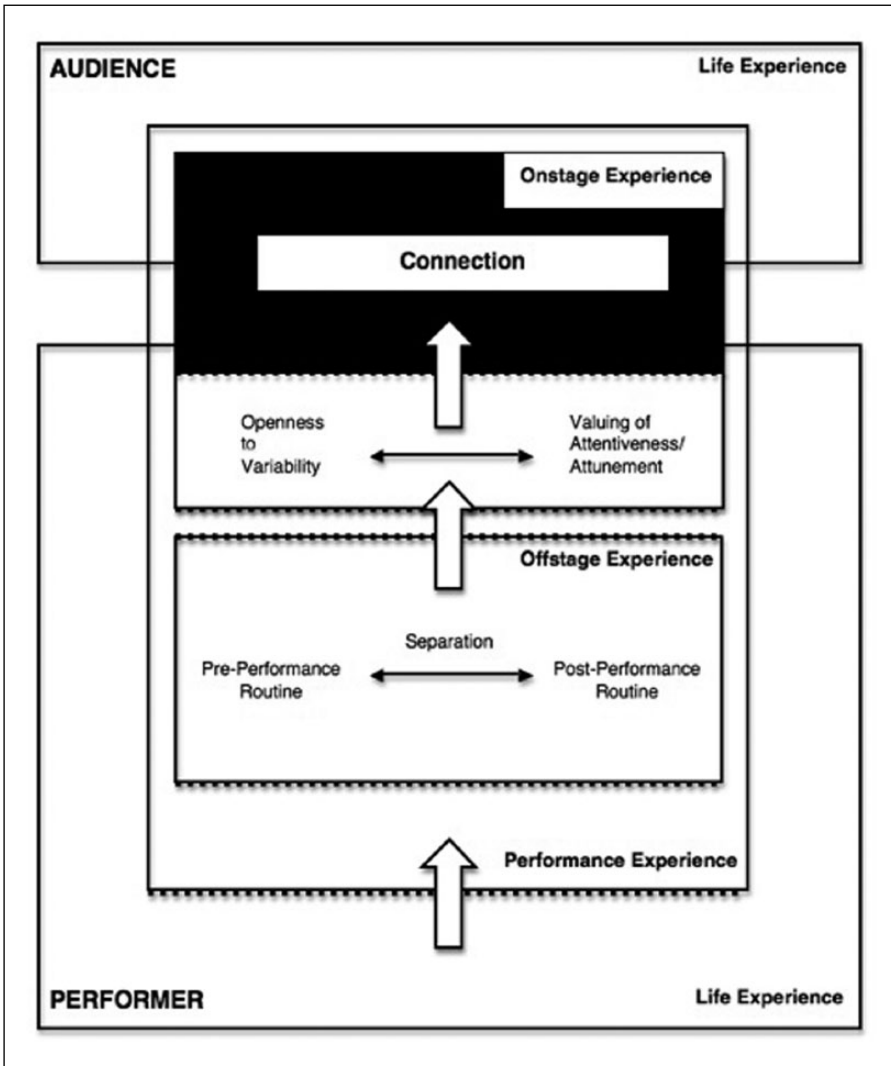 AUDIENCE
Life Experience
Onstage Experience
Connection
Openness
to
Variability
Valuing of
Attentiveness/
Attunement
Offstage Experience
Separation
Pre-Performance
Routine
Post-Performance
Routine
Performance Experience
PERFORMER
Life Experience